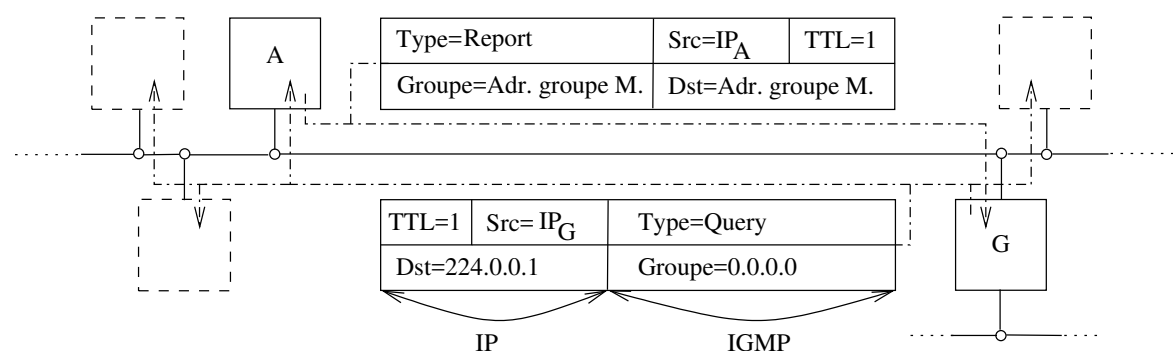 A
Type=Report
Src=IP_A
TTL=1
Groupe=Adr. groupe M.
Dst=Adr. groupe M.
TTL=1
Src= IP_G
Type=Query
G
Dst=224.0.0.1
Groupe=0.0.0.0
IP
IGMP